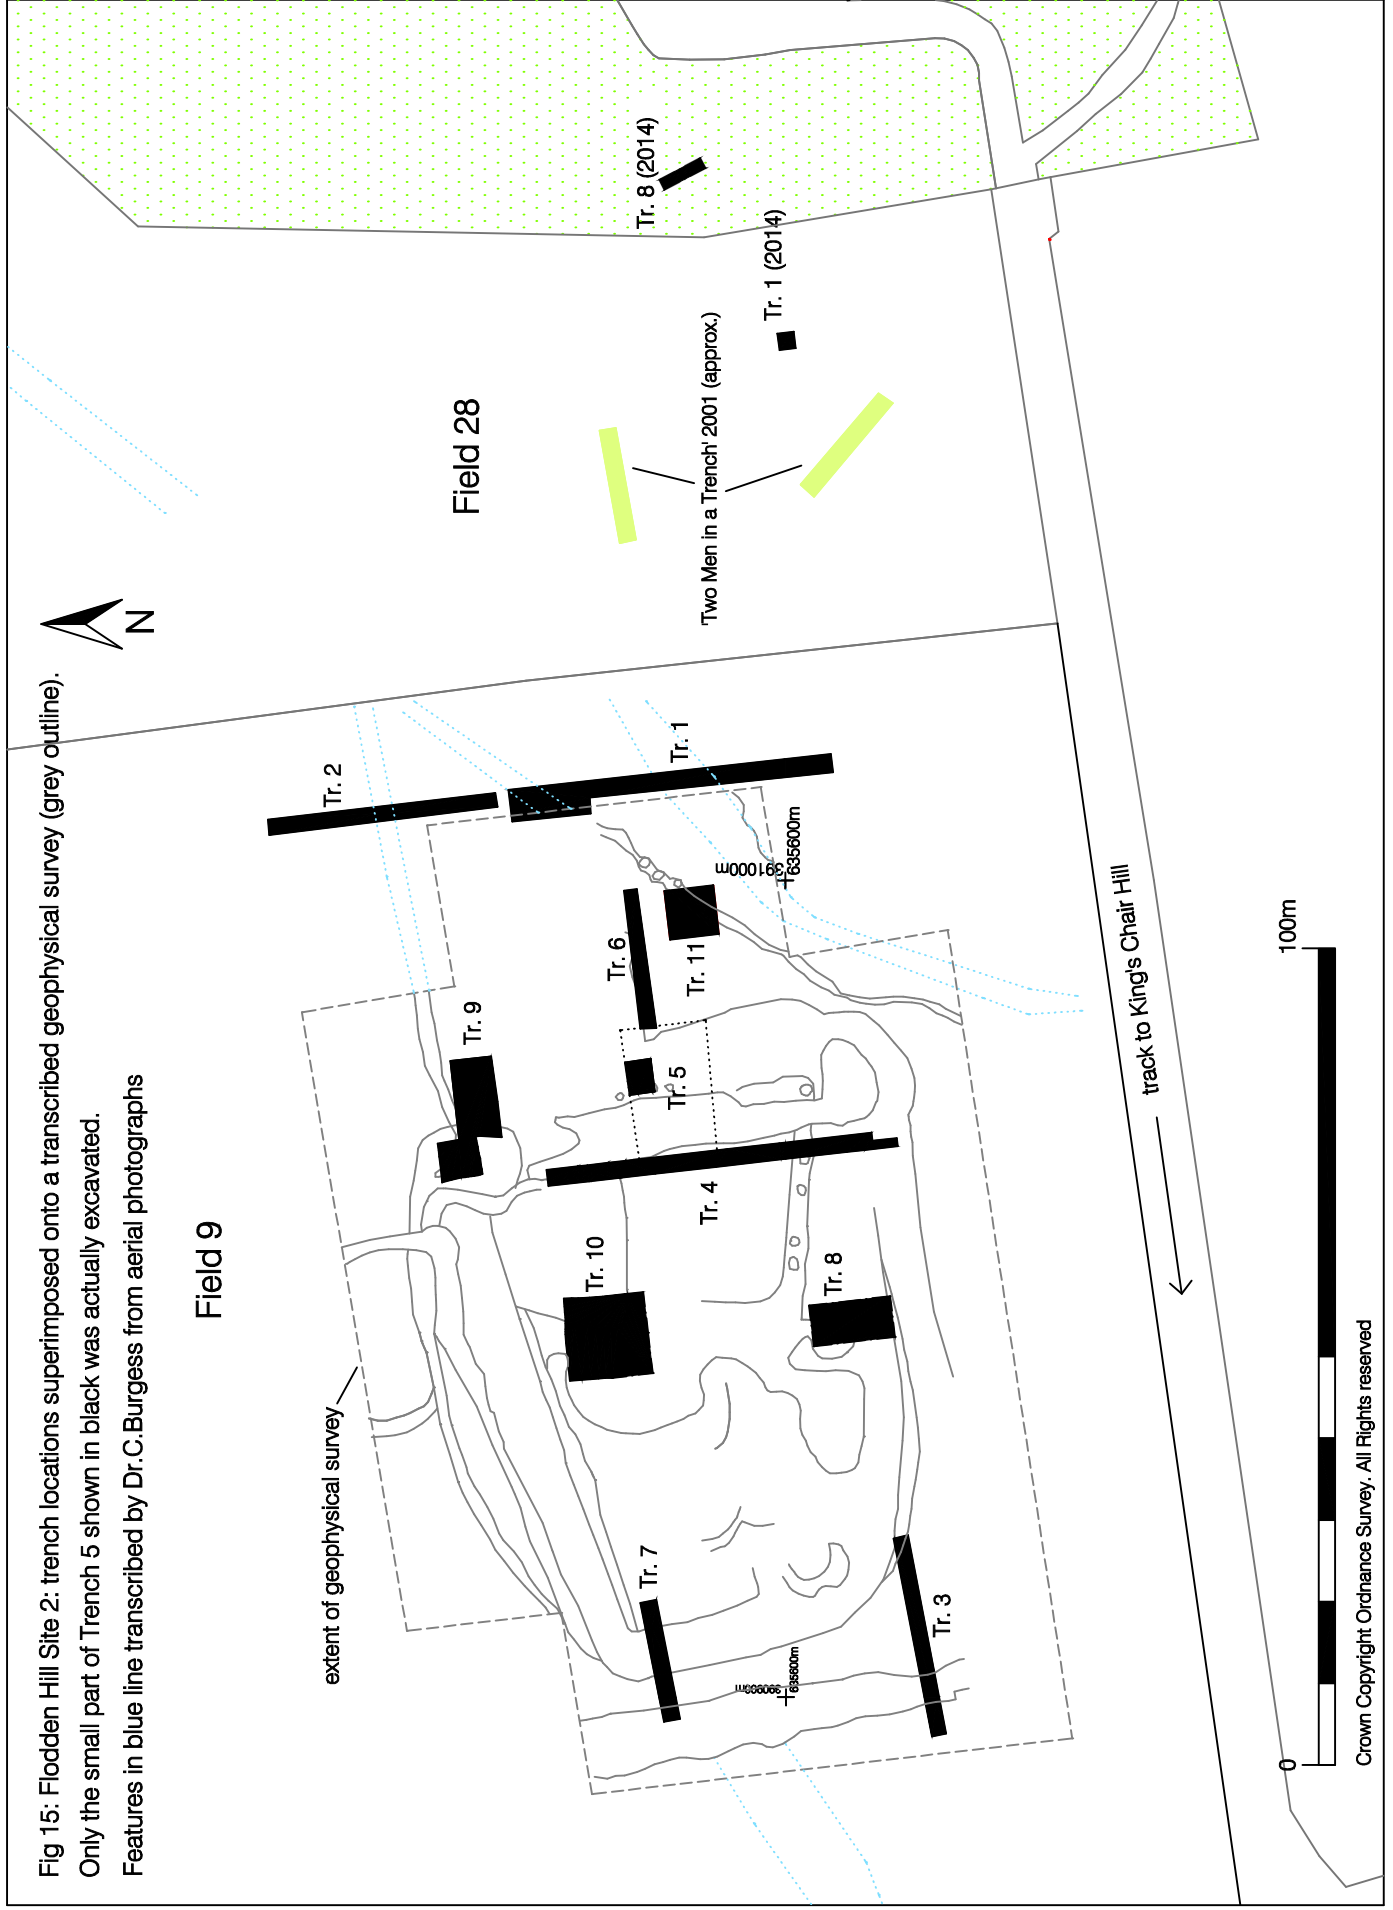 Fig 15: Flodden Hill Site 2: trench locations superimposed onto a transcribed geophysical survey (grey outline).
Only the small part of Trench 5 shown in black was actually excavated.
Features in blue line transcribed by Dr.C.Burgess from aerial photographs
N
Field 9
Field 28
extent of geophysical survey
Tr. 2
Tr. 1
Tr. 9
Tr. 6
Tr. 11
Tr. 5
Tr. 4
Tr. 10
Tr. 8
Tr. 7
Tr. 3
Tr. 8 (2014)
Tr. 1 (2014)
'Two Men in a Trench' 2001 (approx.)
391000m
635600m
635600m
track to King's Chair Hill
0
100m
Crown Copyright Ordnance Survey. All Rights reserved